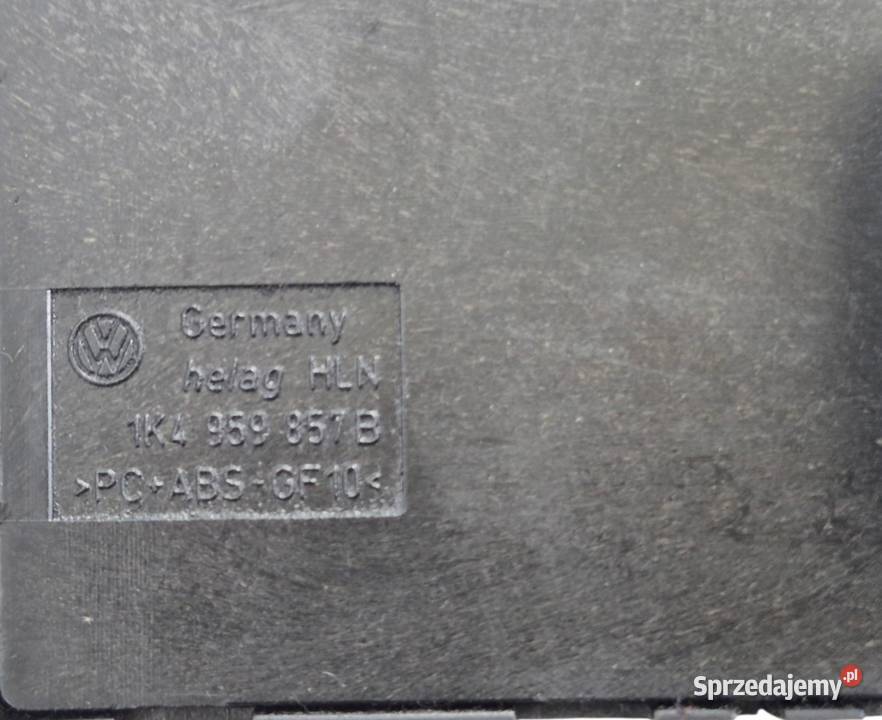 Germany
helag HLN
1K4 959 857 B
>PC+ABS-GF10<
Sprzedajemy.pl